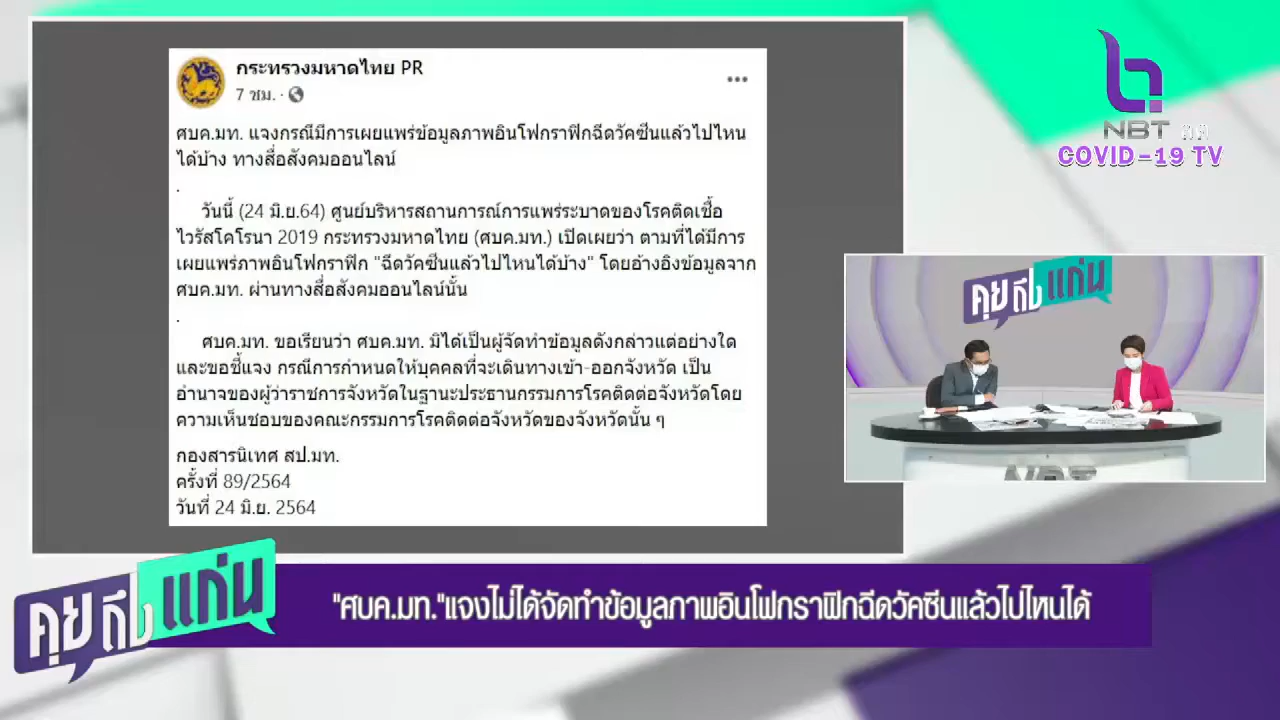 กระทรวงมหาดไทย PR
7 ชม. ·
ศบค.มท. แจงกรณีมีการเผยแพร่ข้อมูลภาพอินโฟกราฟิกฉีดวัคซีนแล้วไปไหน
ได้บ้าง ทางสื่อสังคมออนไลน์
.
วันนี้ (24 มิ.ย.64) ศูนย์บริหารสถานการณ์การแพร่ระบาดของโรคติดเชื้อ
ไวรัสโคโรนา 2019 กระทรวงมหาดไทย (ศบค.มท.) เปิดเผยว่า ตามที่ได้มีการ
เผยแพร่ภาพอินโฟกราฟิก "ฉีดวัคซีนแล้วไปไหนได้บ้าง" โดยอ้างอิงข้อมูลจาก
ศบค.มท. ผ่านทางสื่อสังคมออนไลน์นั้น
.
ศบค.มท. ขอเรียนว่า ศบค.มท. มิได้เป็นผู้จัดทำข้อมูลดังกล่าวแต่อย่างใด
และขอชี้แจง กรณีการกำหนดให้บุคคลที่จะเดินทางเข้า-ออกจังหวัด เป็น
อำนาจของผู้ว่าราชการจังหวัดในฐานะประธานกรรมการโรคติดต่อจังหวัดโดย
ความเห็นชอบของคณะกรรมการโรคติดต่อจังหวัดของจังหวัดนั้น ๆ
กองสารนิเทศ สป.มท.
ครั้งที่ 89/2564
วันที่ 24 มิ.ย. 2564
NBT
COVID-19 TV
คุยถึงแก่น
NBT
คุยถึงแก่น
"ศบค.มท."แจงไม่ได้จัดทำข้อมูลภาพอินโฟกราฟิกฉีดวัคซีนแล้วไปไหนได้